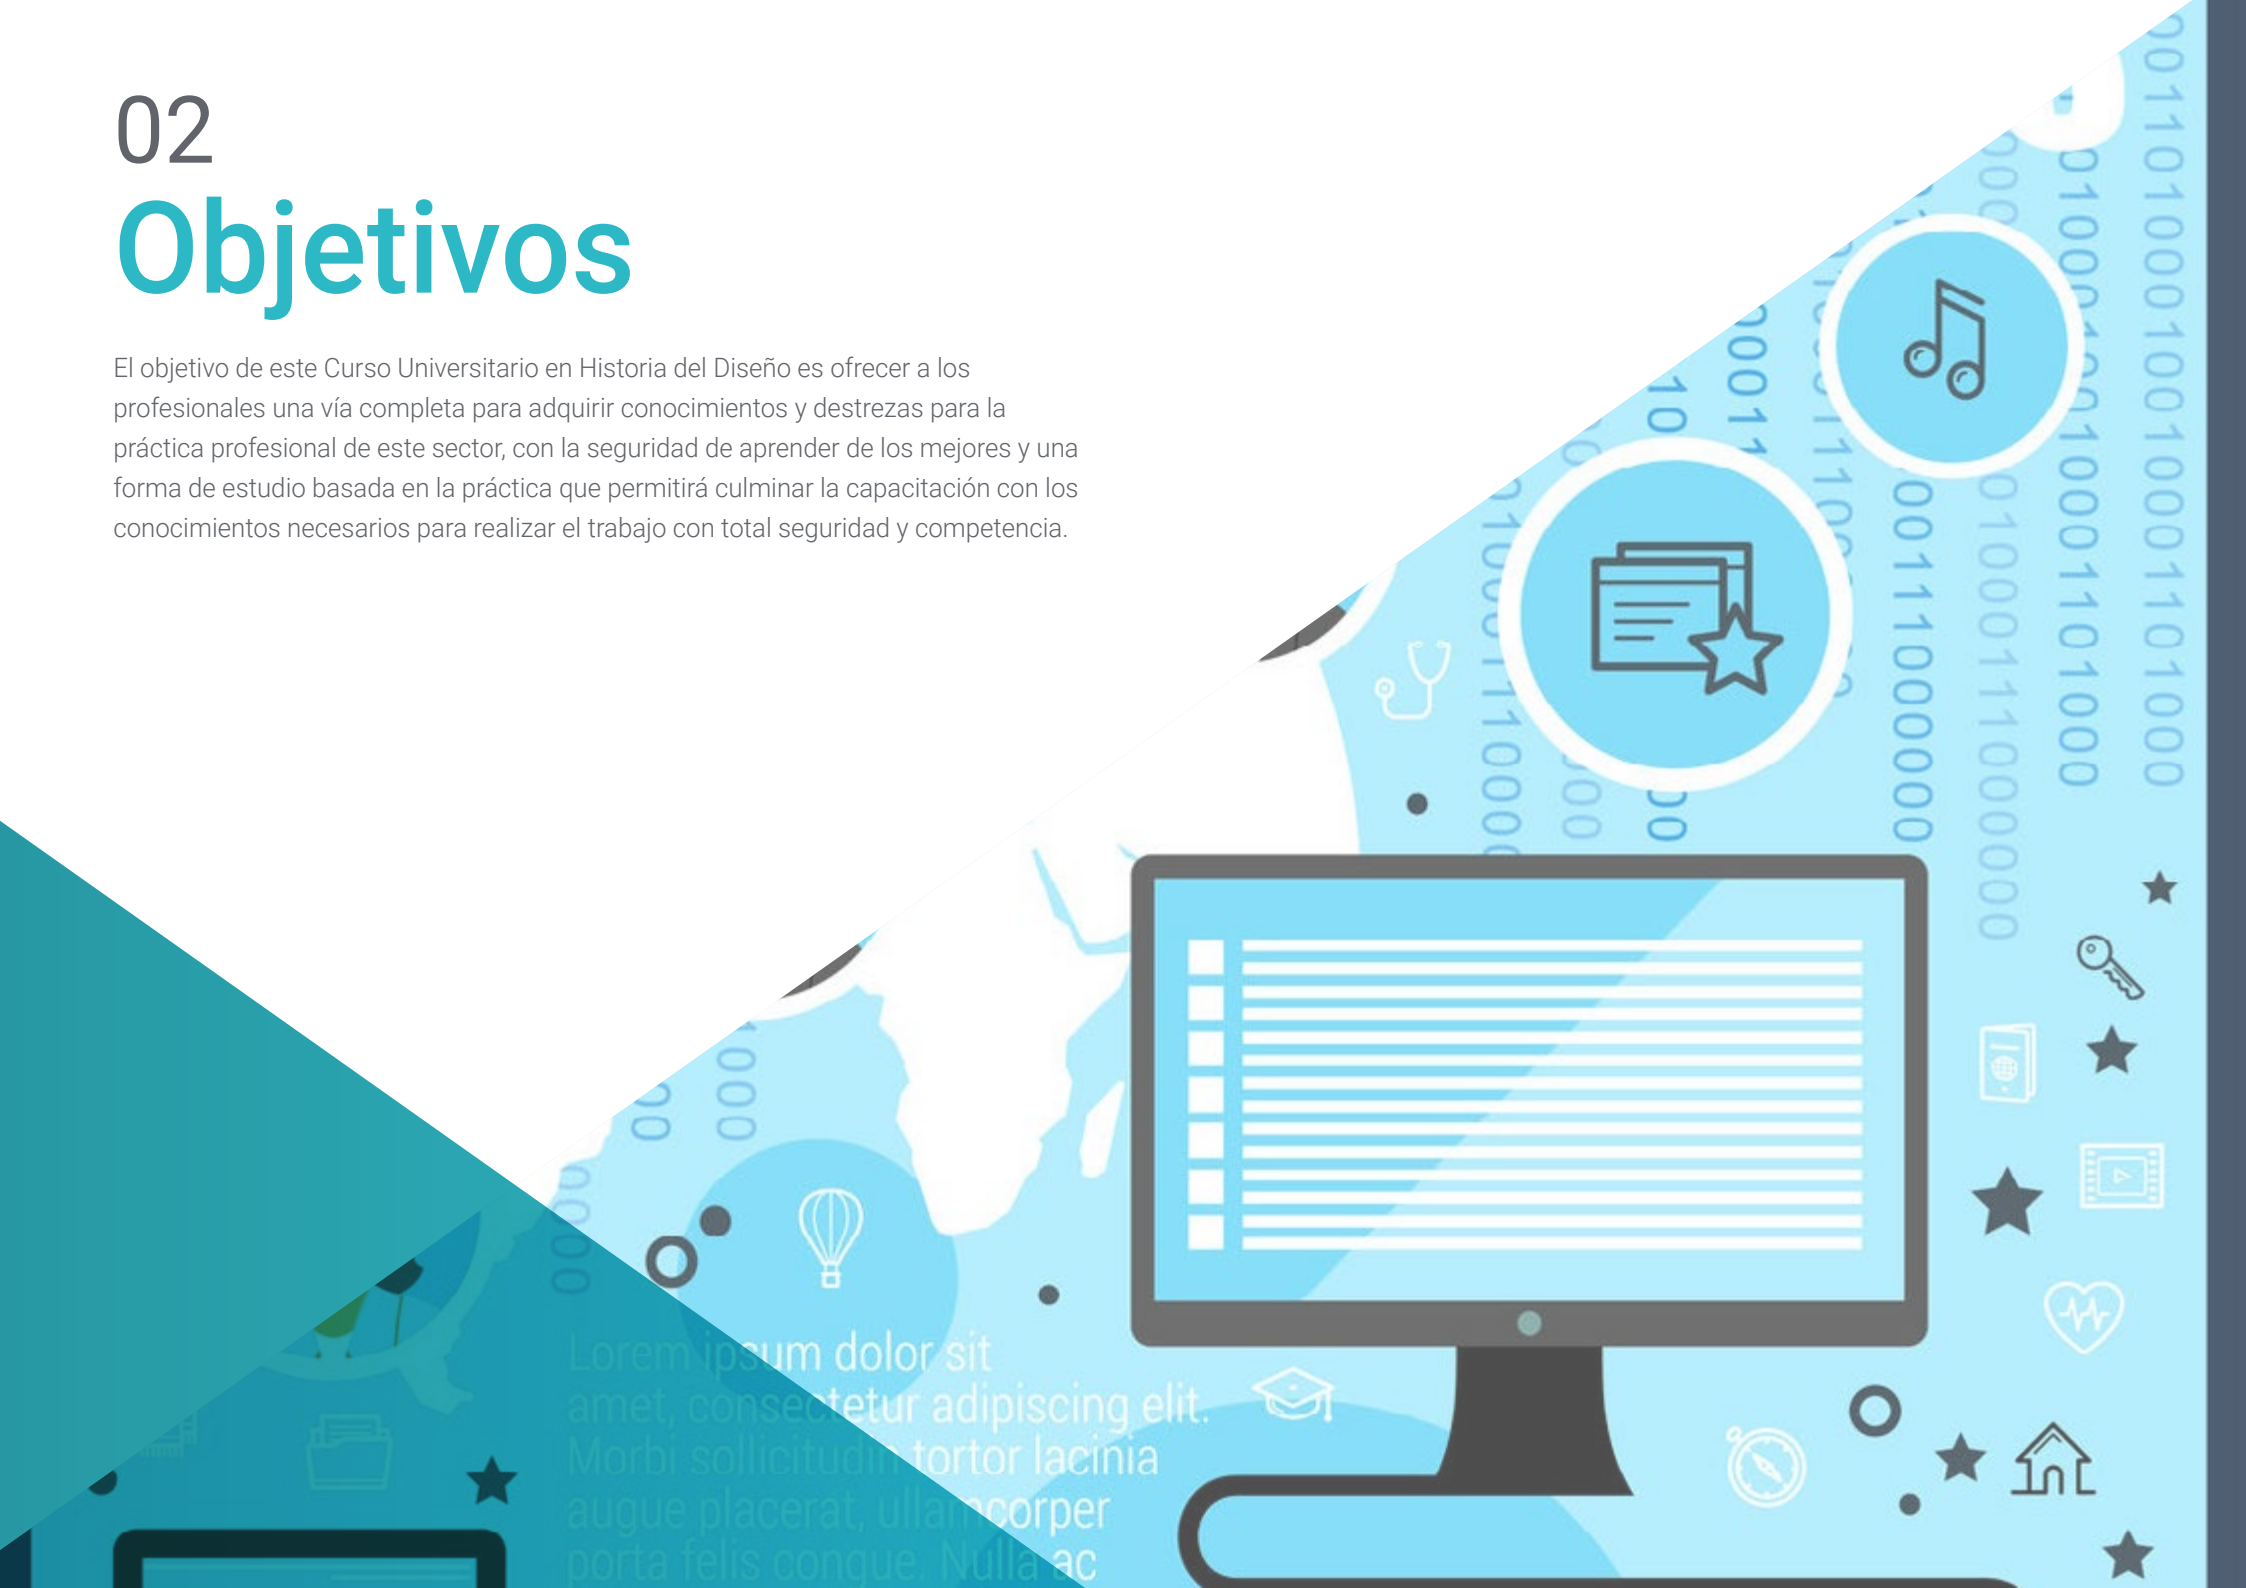 02
Objetivos
El objetivo de este Curso Universitario en Historia del Diseño es ofrecer a los
profesionales una vía completa para adquirir conocimientos y destrezas para la
práctica profesional de este sector, con la seguridad de aprender de los mejores y una
forma de estudio basada en la práctica que permitirá culminar la capacitación con los
conocimientos necesarios para realizar el trabajo con total seguridad y competencia.
Lorem ipsum dolor sit
amet, consectetur adipiscing elit.
Morbi sollicitudin tortor lacinia
augue placerat, ullamcorper
porta felis congue. Nulla ac